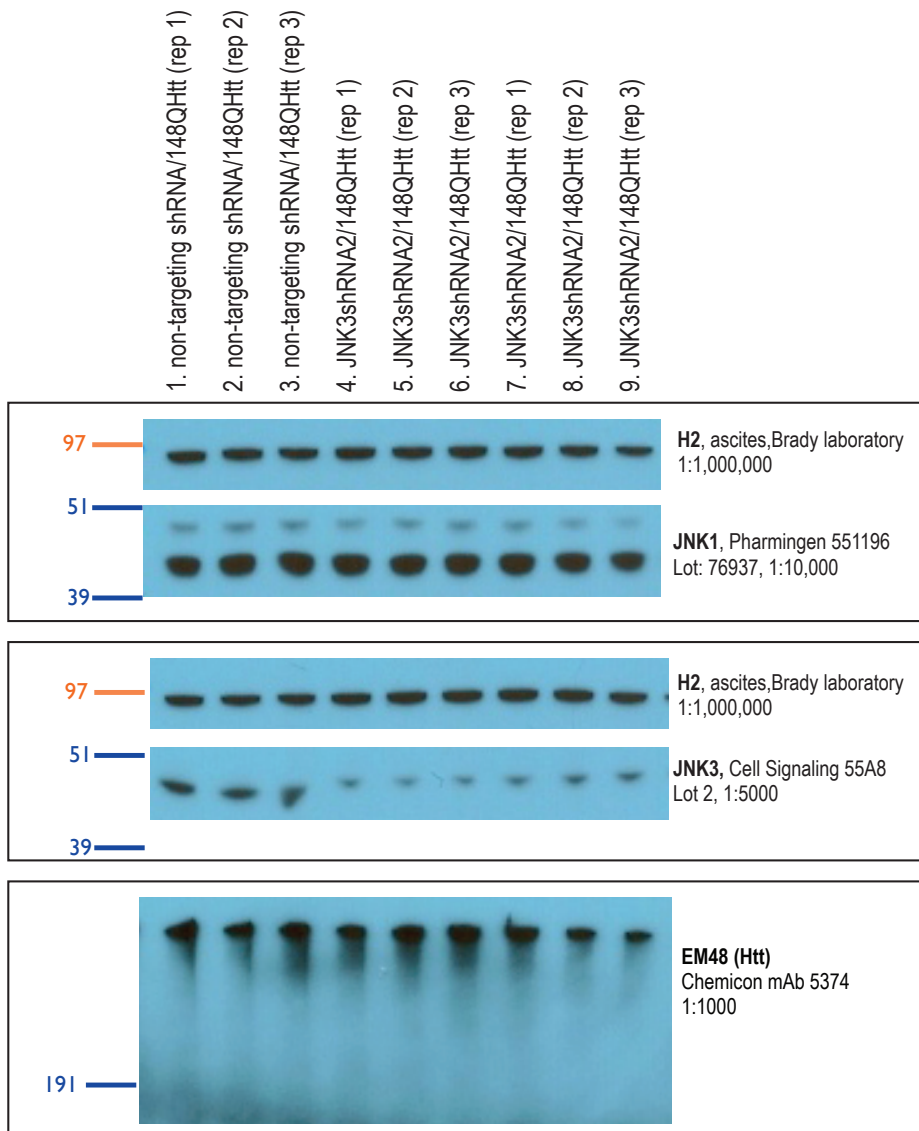 1. non-targeting shRNA/148QHtt (rep 1)
2. non-targeting shRNA/148QHtt (rep 2)
3. non-targeting shRNA/148QHtt (rep 3)
4. JNK3shRNA2/148QHtt (rep 1)
5. JNK3shRNA2/148QHtt (rep 2)
6. JNK3shRNA2/148QHtt (rep 3)
7. JNK3shRNA2/148QHtt (rep 1)
8. JNK3shRNA2/148QHtt (rep 2)
9. JNK3shRNA2/148QHtt (rep 3)
97
H2, ascites,Brady laboratory
1:1,000,000
51
JNK1, Pharmingen 551196
Lot: 76937, 1:10,000
39
97
H2, ascites,Brady laboratory
1:1,000,000
51
JNK3, Cell Signaling 55A8
Lot 2, 1:5000
39
EM48 (Htt)
Chemicon mAb 5374
1:1000
191